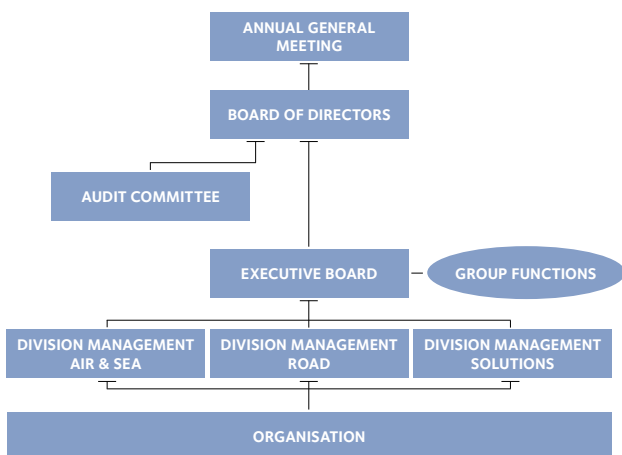 ANNUAL GENERAL
MEETING
BOARD OF DIRECTORS
AUDIT COMMITTEE
EXECUTIVE BOARD
GROUP FUNCTIONS
DIVISION MANAGEMENT
AIR & SEA
DIVISION MANAGEMENT
ROAD
DIVISION MANAGEMENT
SOLUTIONS
ORGANISATION